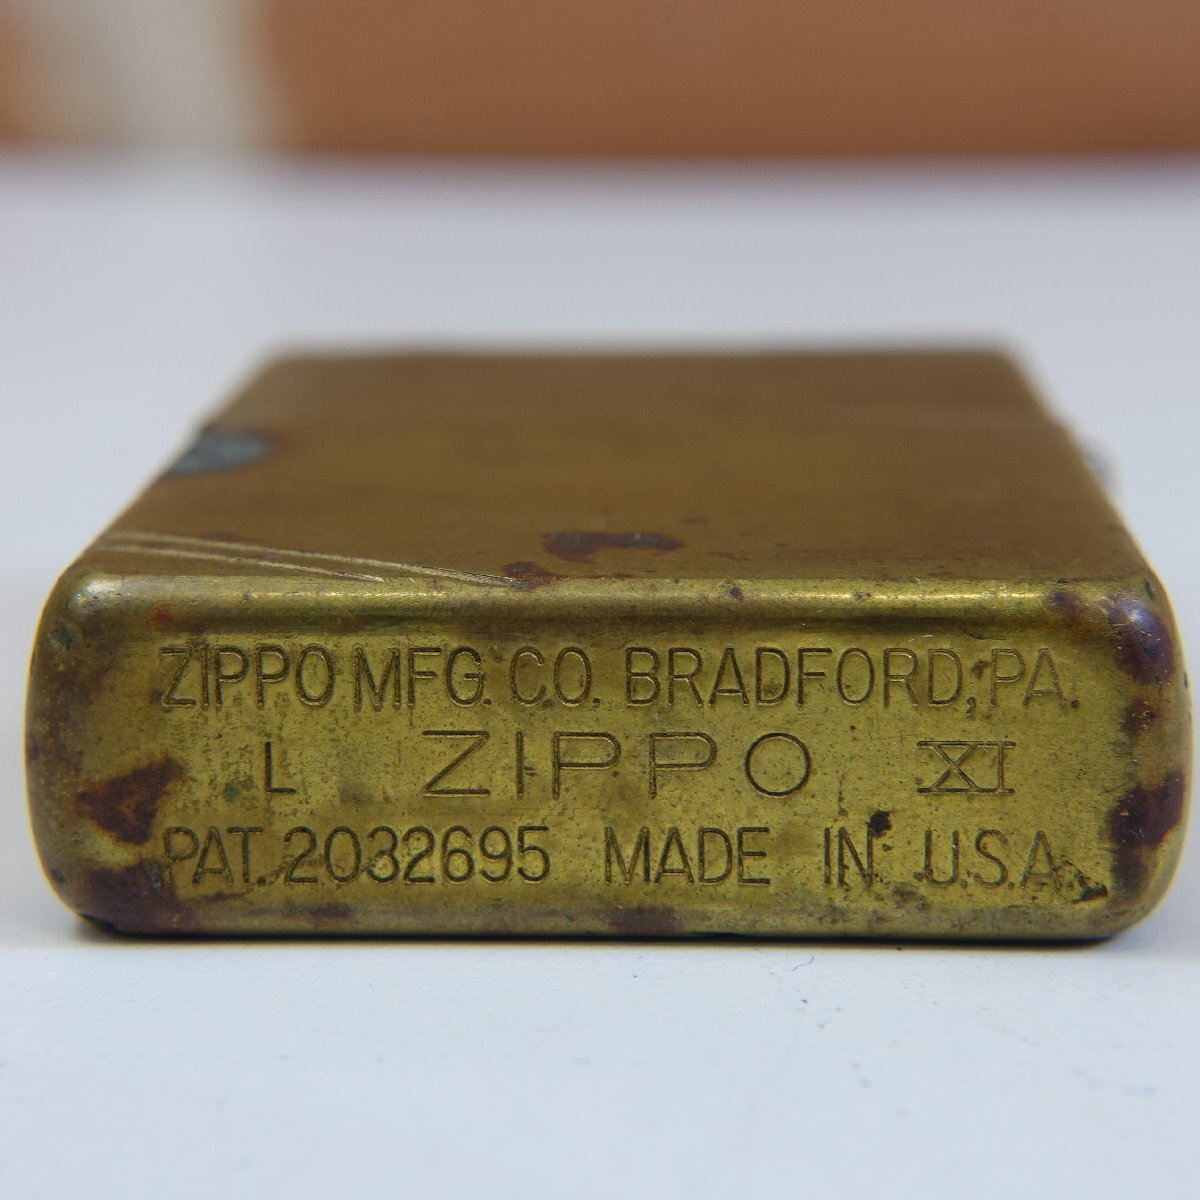 ZIPPO MFG. CO. BRADFORD, PA.
L ZIPPO XI
PAT. 2032695 MADE IN U.S.A.